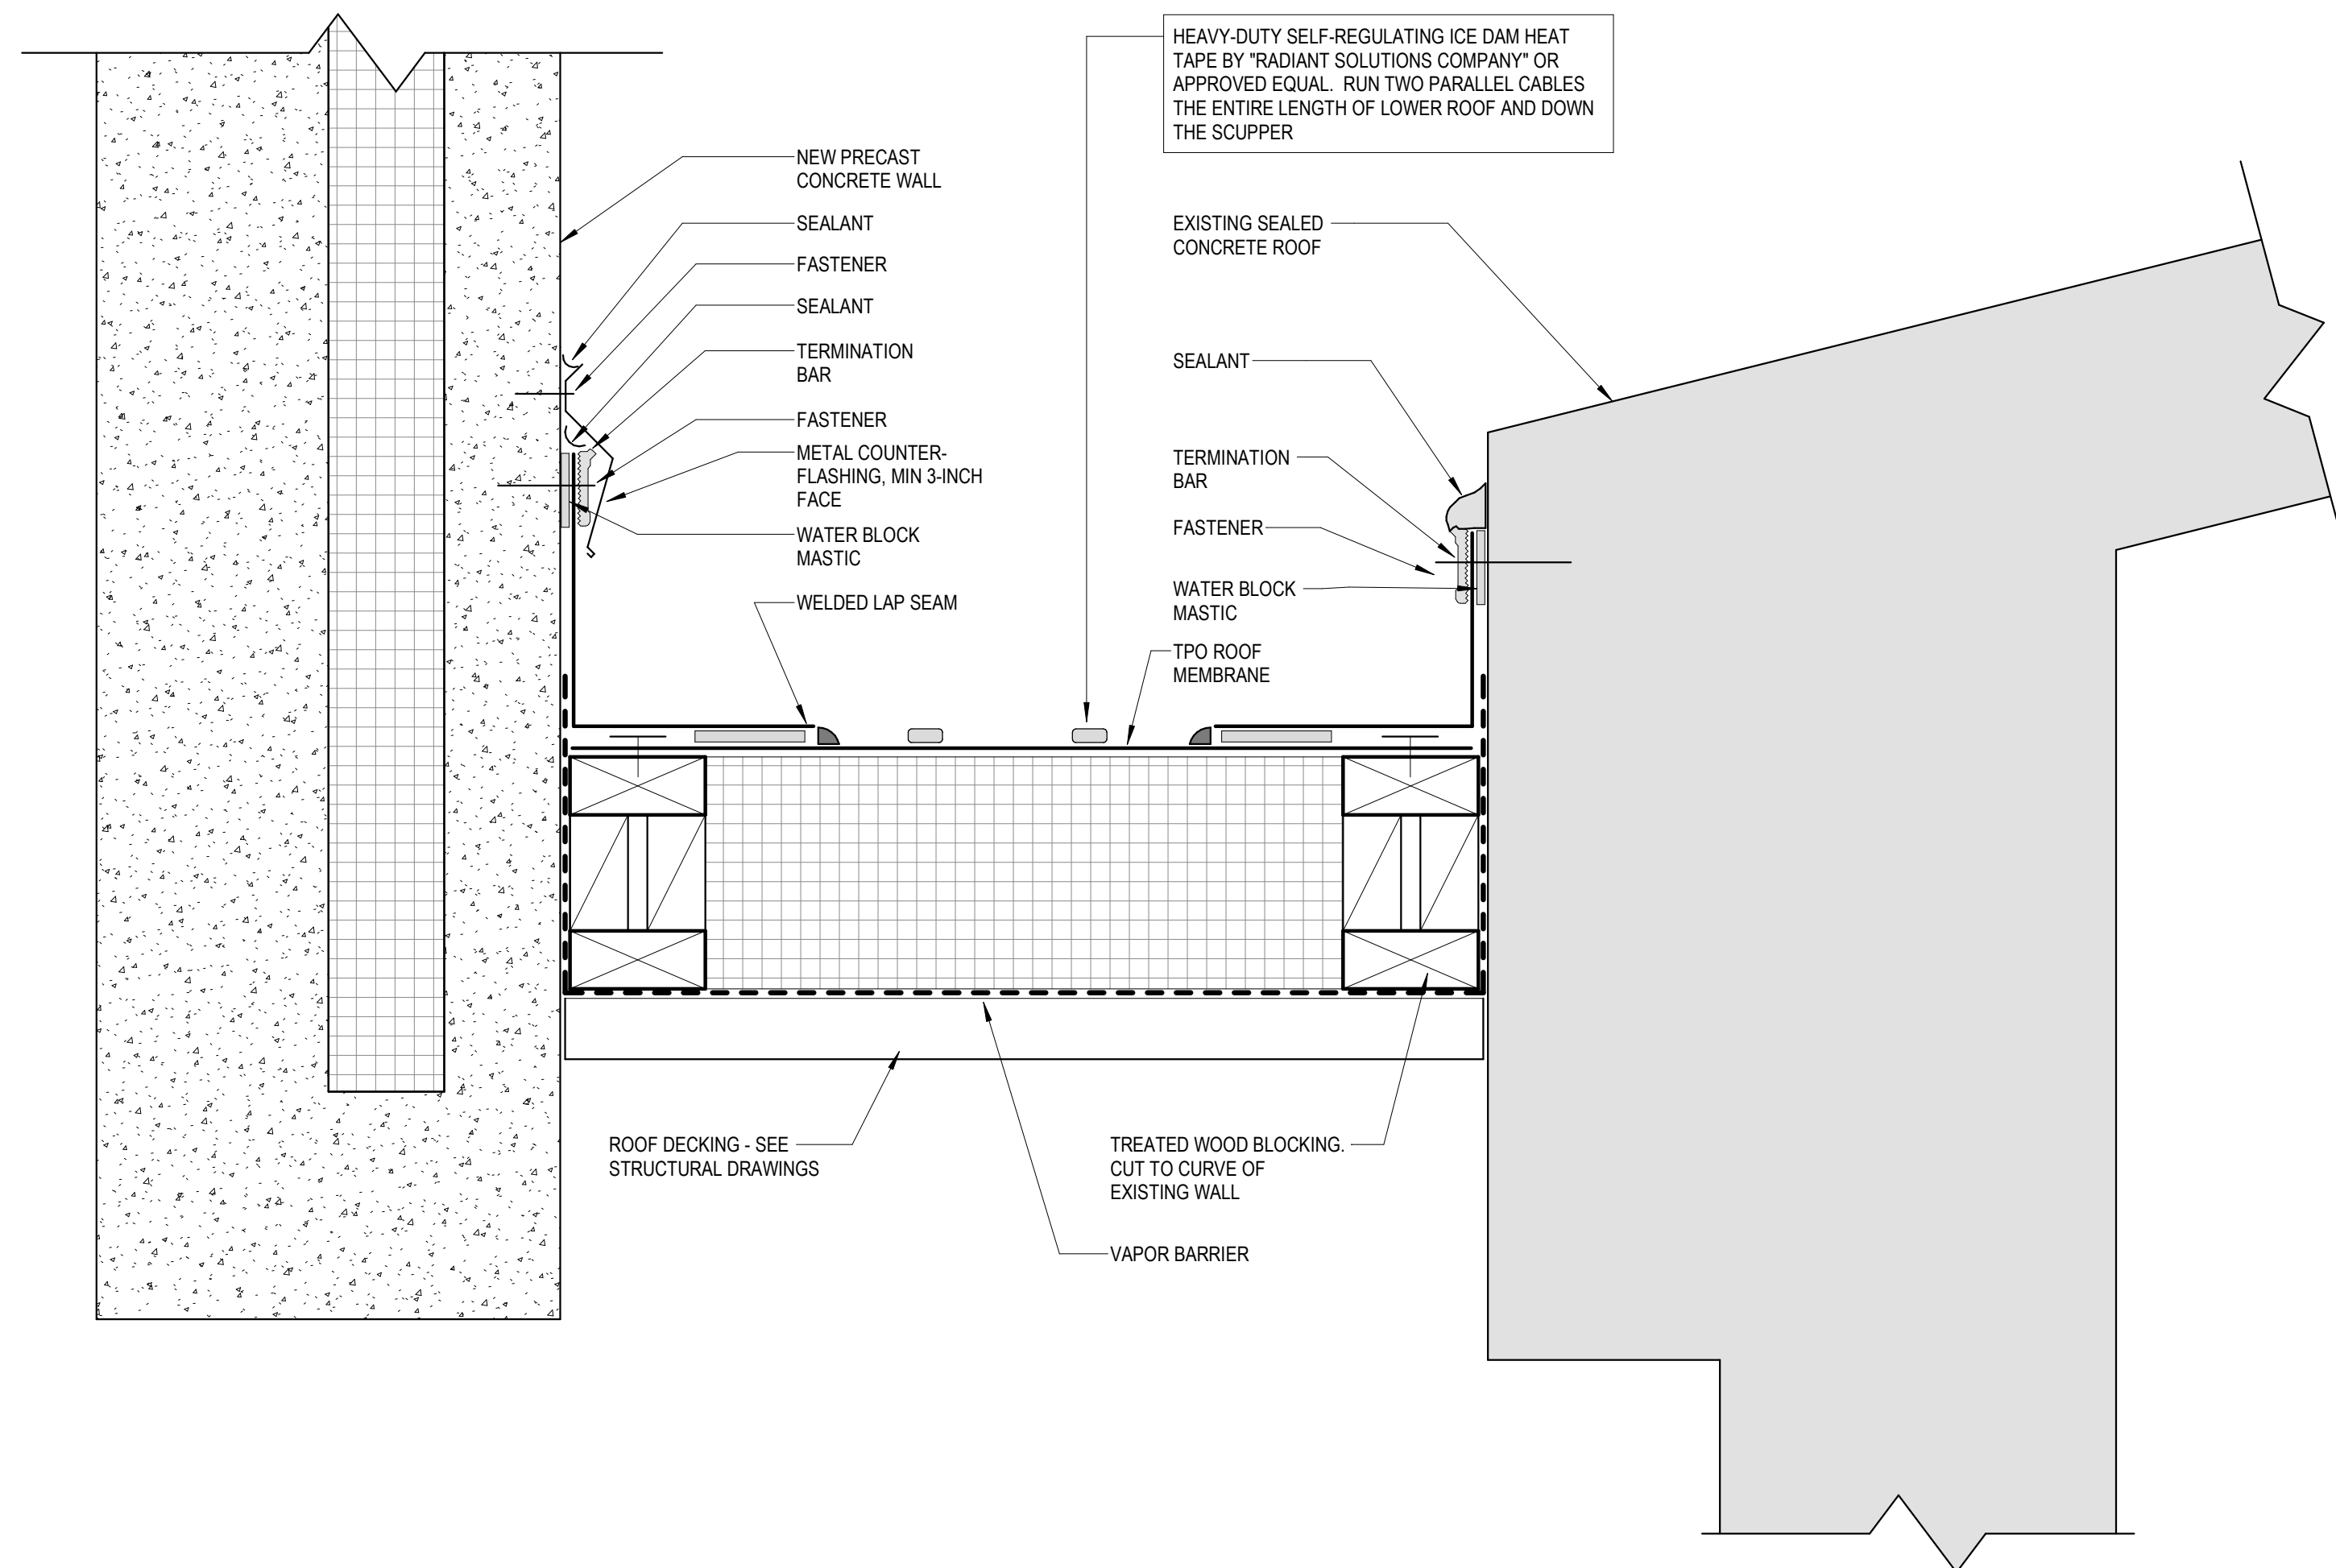 HEAVY-DUTY SELF-REGULATING ICE DAM HEAT
TAPE BY "RADIANT SOLUTIONS COMPANY" OR
APPROVED EQUAL.  RUN TWO PARALLEL CABLES
THE ENTIRE LENGTH OF LOWER ROOF AND DOWN
THE SCUPPER
NEW PRECAST
CONCRETE WALL
SEALANT
FASTENER
SEALANT
TERMINATION
BAR
FASTENER
METAL COUNTER-
FLASHING, MIN 3-INCH
FACE
WATER BLOCK
MASTIC
WELDED LAP SEAM
EXISTING SEALED
CONCRETE ROOF
SEALANT
TERMINATION
BAR
FASTENER
WATER BLOCK
MASTIC
TPO ROOF
MEMBRANE
ROOF DECKING - SEE
STRUCTURAL DRAWINGS
TREATED WOOD BLOCKING.
CUT TO CURVE OF
EXISTING WALL
VAPOR BARRIER